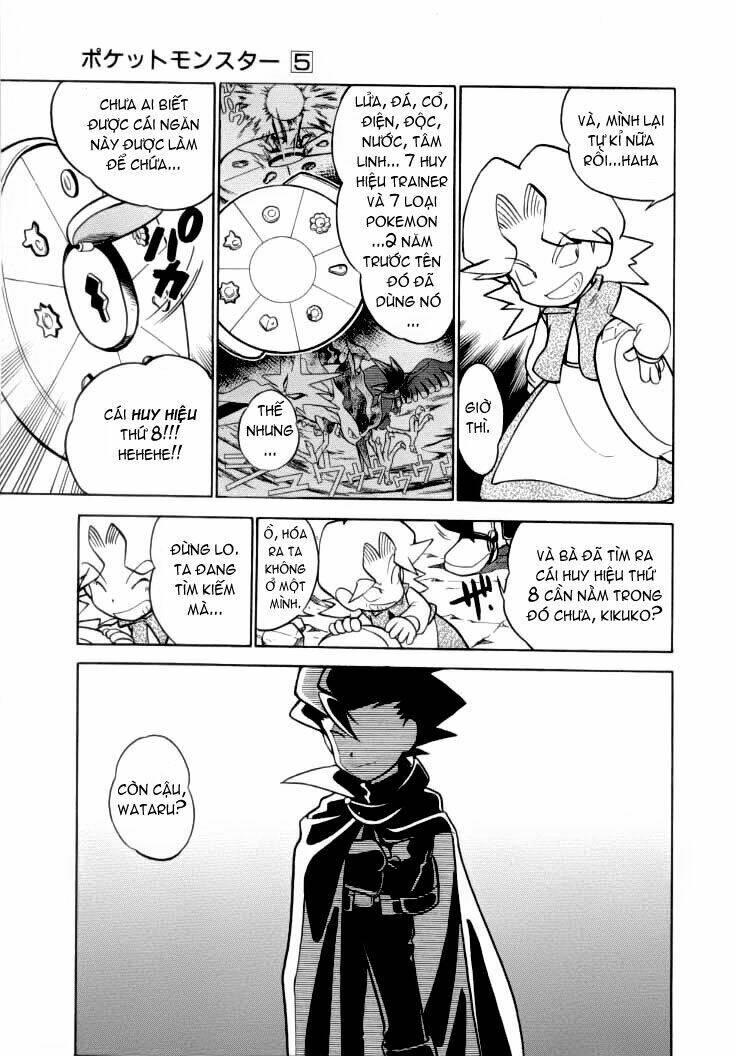 ポケットモンスター 5
VÀ, MÌNH LẠI
TỰ KỈ NỮA
RỒI...HAHA
GIỜ
THÌ.
LỬA, ĐÁ, CỔ,
ĐIỆN, ĐỘC,
NƯỚC, TÂM
LINH... 7 HUY
HIỆU TRAINER
VÀ 7 LOẠI
POKEMON
...2 NĂM
TRƯỚC TÊN
ĐÓ ĐÃ
DÙNG NÓ
...
THẾ
NHƯNG
...
CHƯA AI BIẾT
ĐƯỢC CÁI NGĂN
NÀY ĐƯỢC LÀM
ĐỂ CHỨA...
パカ
CÁI HUY HIỆU
THỨ 8!!!
HEHEHE!!
VÀ BÀ ĐÃ TÌM RA
CÁI HUY HIỆU THỨ
8 CẦN NẰM TRONG
ĐÓ CHƯA, KIKUKO?
Ồ, HÓA
RA TA
KHÔNG
Ở MỘT
MÌNH.
ĐỪNG LO.
TA ĐANG
TÌM KIẾM
MÀ...
CÒN CẬU,
WATARU?